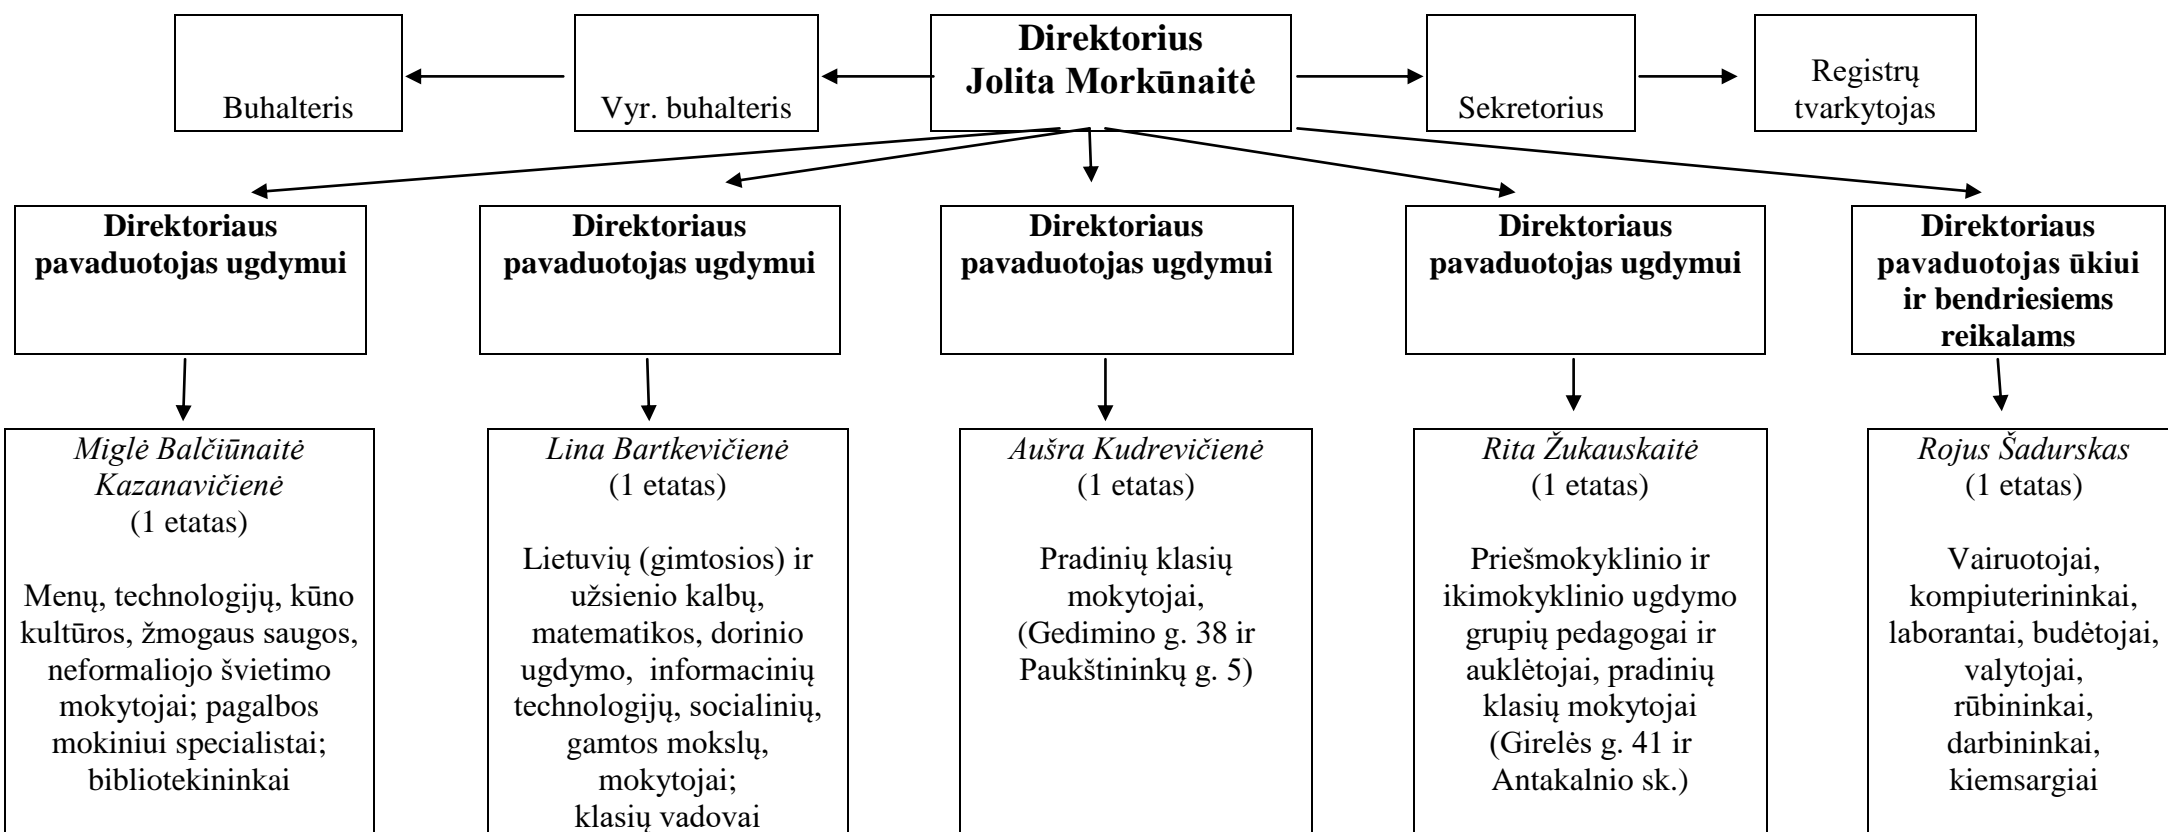 Buhalteris
Vyr. buhalteris
Direktorius
Jolita Morkūnaitė
Sekretorius
Registrų
tvarkytojas
Direktoriaus
pavaduotojas ugdymui
Direktoriaus
pavaduotojas ugdymui
Direktoriaus
pavaduotojas ugdymui
Direktoriaus
pavaduotojas ugdymui
Direktoriaus
pavaduotojas ūkiui
ir bendriesiems
reikalams
Miglė Balčiūnaitė
Kazanavičienė
(1 etatas)
Menų, technologijų, kūno
kultūros, žmogaus saugos,
neformaliojo švietimo
mokytojai; pagalbos
mokiniui specialistai;
bibliotekininkai
Lina Bartkevičienė
(1 etatas)
Lietuvių (gimtosios) ir
užsienio kalbų,
matematikos, dorinio
ugdymo, informacinių
technologijų, socialinių,
gamtos mokslų,
mokytojai;
klasių vadovai
Aušra Kudrevičienė
(1 etatas)
Pradinių klasių
mokytojai,
(Gedimino g. 38 ir
Paukštininkų g. 5)
Rita Žukauskaitė
(1 etatas)
Priešmokyklinio ir
ikimokyklinio ugdymo
grupių pedagogai ir
auklėtojai, pradinių
klasių mokytojai
(Girelės g. 41 ir
Antakalnio sk.)
Rojus Šadurskas
(1 etatas)
Vairuotojai,
kompiuterininkai,
laborantai, budėtojai,
valytojai,
rūbininkai,
darbininkai,
kiemsargiai